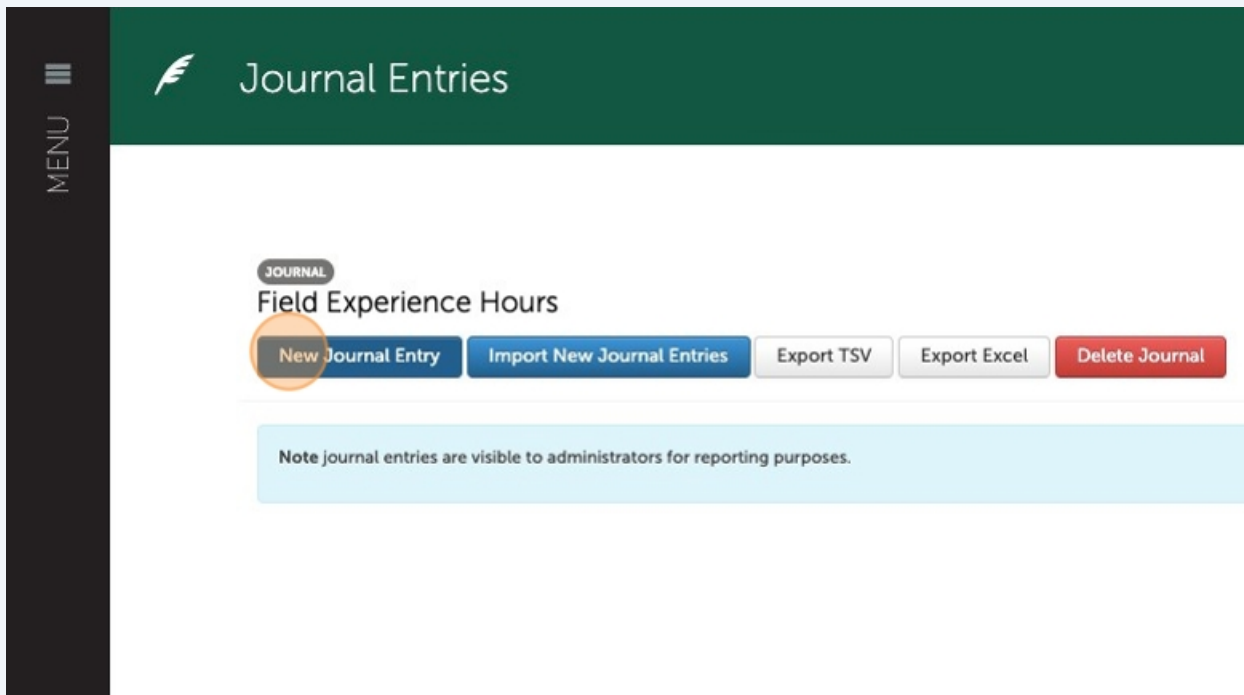 MENU
Journal Entries
JOURNAL
Field Experience Hours
New Journal Entry Import New Journal Entries Export TSV Export Excel Delete Journal
Note journal entries are visible to administrators for reporting purposes.